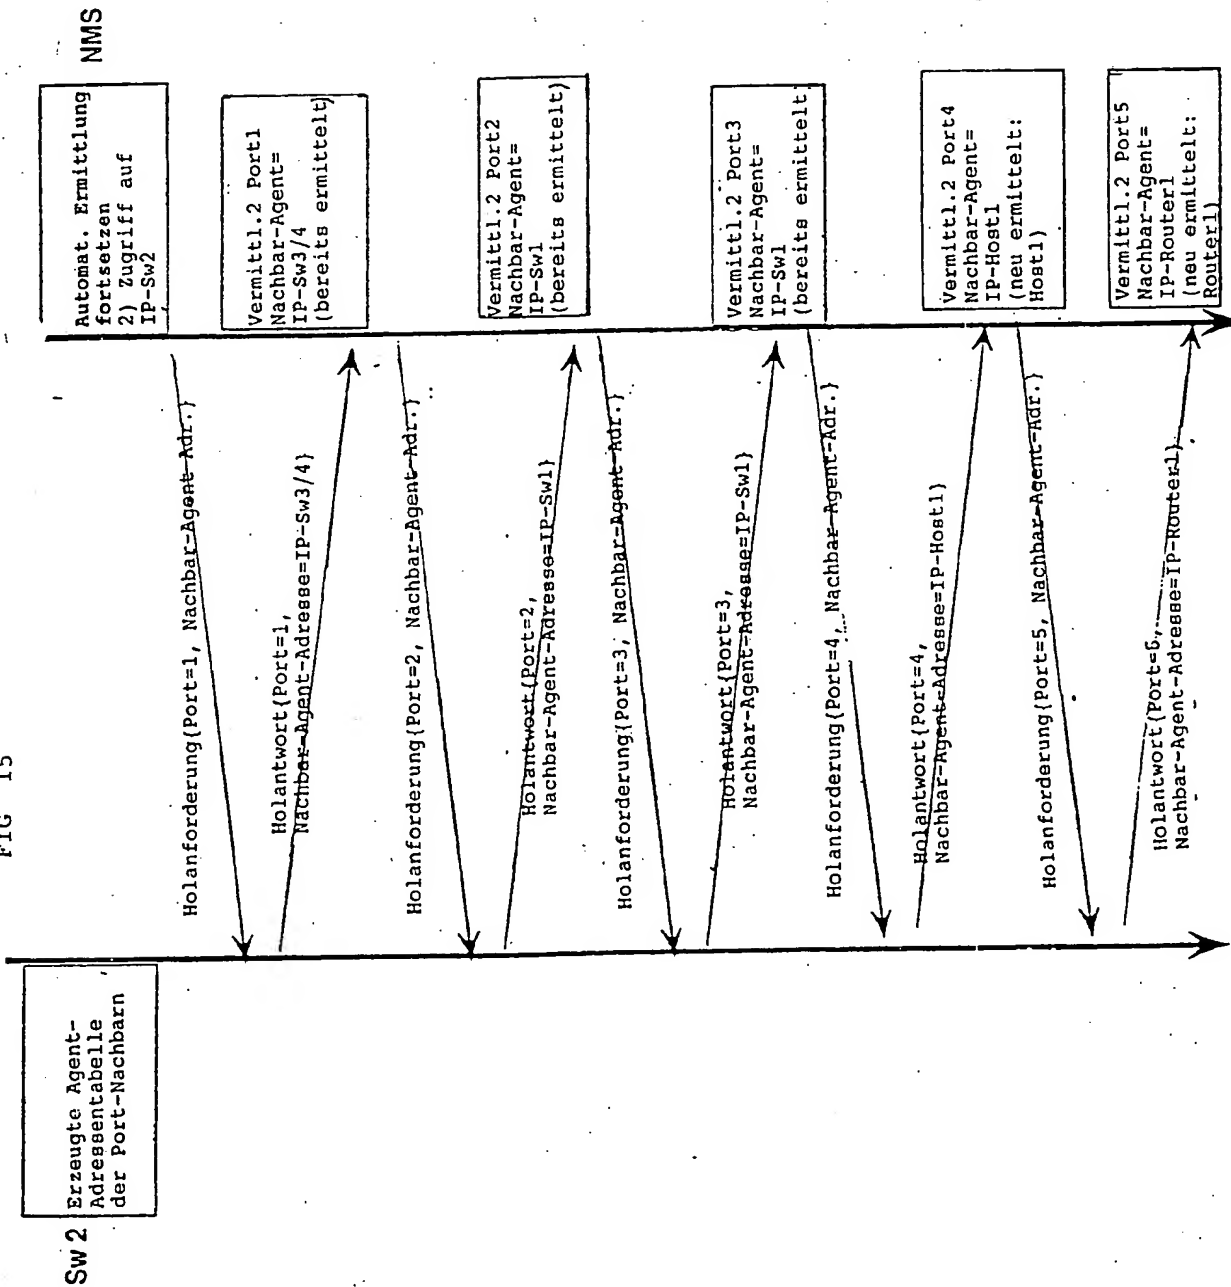 FIG 15
NMS
Sw 2
Erzeugte Agent-
Adressentabelle
der Port-Nachbarn
Automat. Ermittlung
fortsetzen
2) Zugriff auf
IP-Sw2
Holanforderung{Port=1, Nachbar-Agent-Adr.}
Holantwort{Port=1,
Nachbar-Agent-Adresse=IP-Sw3/4}
Vermittl.2 Port1
Nachbar-Agent=
IP-Sw3/4
(bereits ermittelt)
Holanforderung{Port=2, Nachbar-Agent-Adr.}
Holantwort{Port=2,
Nachbar-Agent-Adresse=IP-Sw1}
Vermittl.2 Port2
Nachbar-Agent=
IP-Sw1
(bereits ermittelt)
Holanforderung{Port=3, Nachbar-Agent-Adr.}
Holantwort{Port=3,
Nachbar-Agent-Adresse=IP-Sw1}
Vermittl.2 Port3
Nachbar-Agent=
IP-Sw1
(bereits ermittelt)
Holanforderung{Port=4, Nachbar-Agent-Adr.}
Holantwort{Port=4,
Nachbar-Agent-Adresse=IP-Host1}
Vermittl.2 Port4
Nachbar-Agent=
IP-Host1
(neu ermittelt:
Host1)
Holanforderung{Port=5, Nachbar-Agent-Adr.}
Holantwort{Port=5,
Nachbar-Agent-Adresse=IP-Router1}
Vermittl.2 Port5
Nachbar-Agent=
IP-Router1
(neu ermittelt:
Router1)